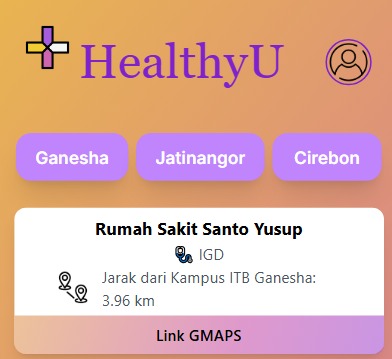 HealthyU
Ganesha
Jatinangor
Cirebon
Rumah Sakit Santo Yusup
IGD
Jarak dari Kampus ITB Ganesha:
3.96 km
Link GMAPS